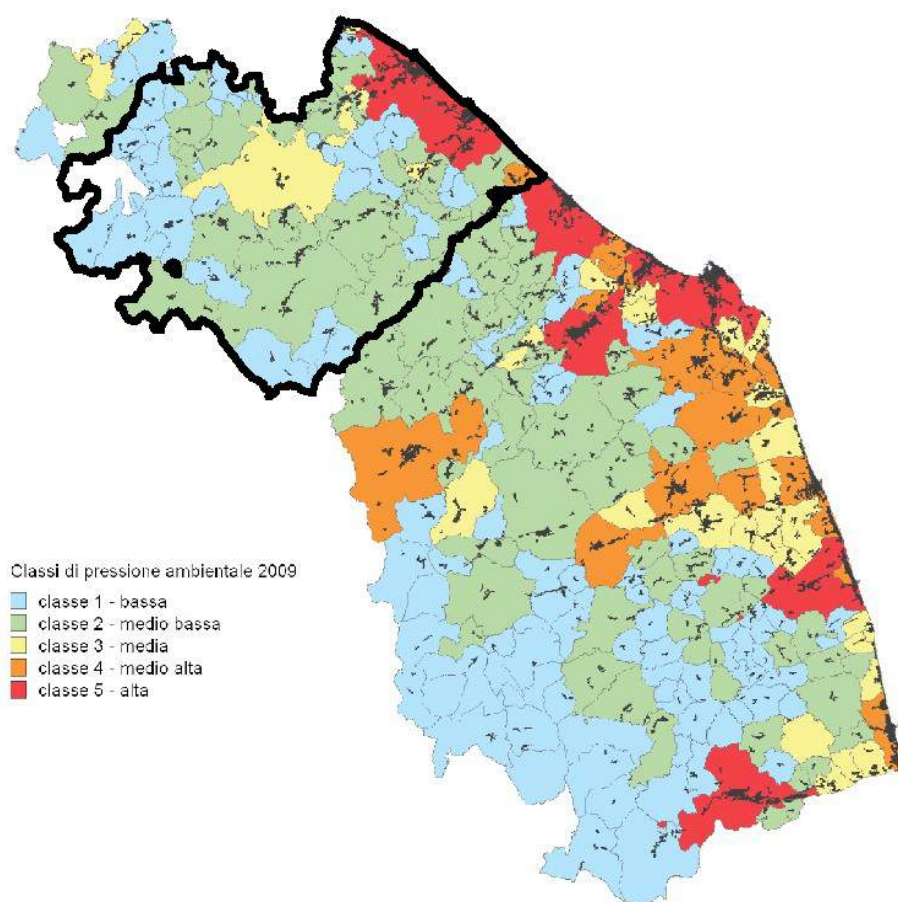 Classi di pressione ambientale 2009
classe 1 - bassa
classe 2 - medio bassa
classe 3 - media
classe 4 - medio alta
classe 5 - alta